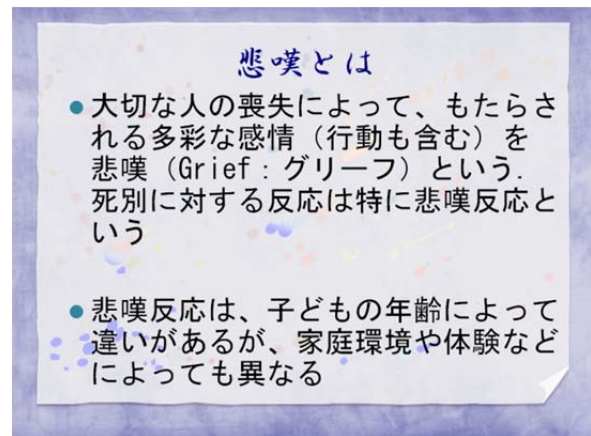 悲嘆とは
●大切な人の喪失によって、もたらさ
れる多彩な感情（行動も含む）を
悲嘆（Grief：グリーフ）という.
死別に対する反応は特に悲嘆反応と
いう
●悲嘆反応は、子どもの年齢によって
違いがあるが、家庭環境や体験など
によっても異なる